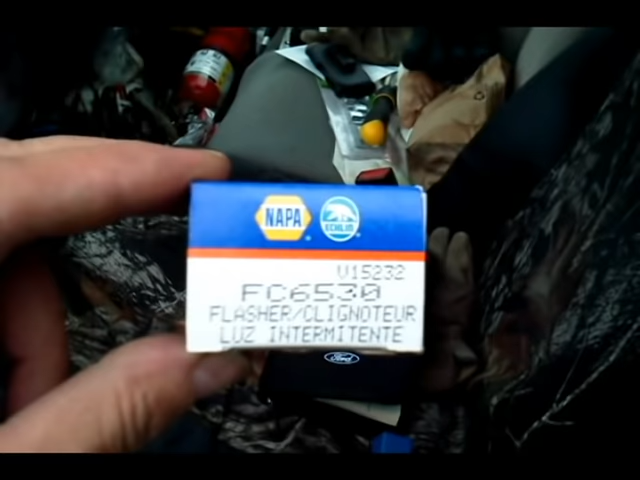 NAPA ECHLIN
V15232
FC6530
FLASHER/CLIGNOTEUR
LUZ INTERMITENTE
Ford